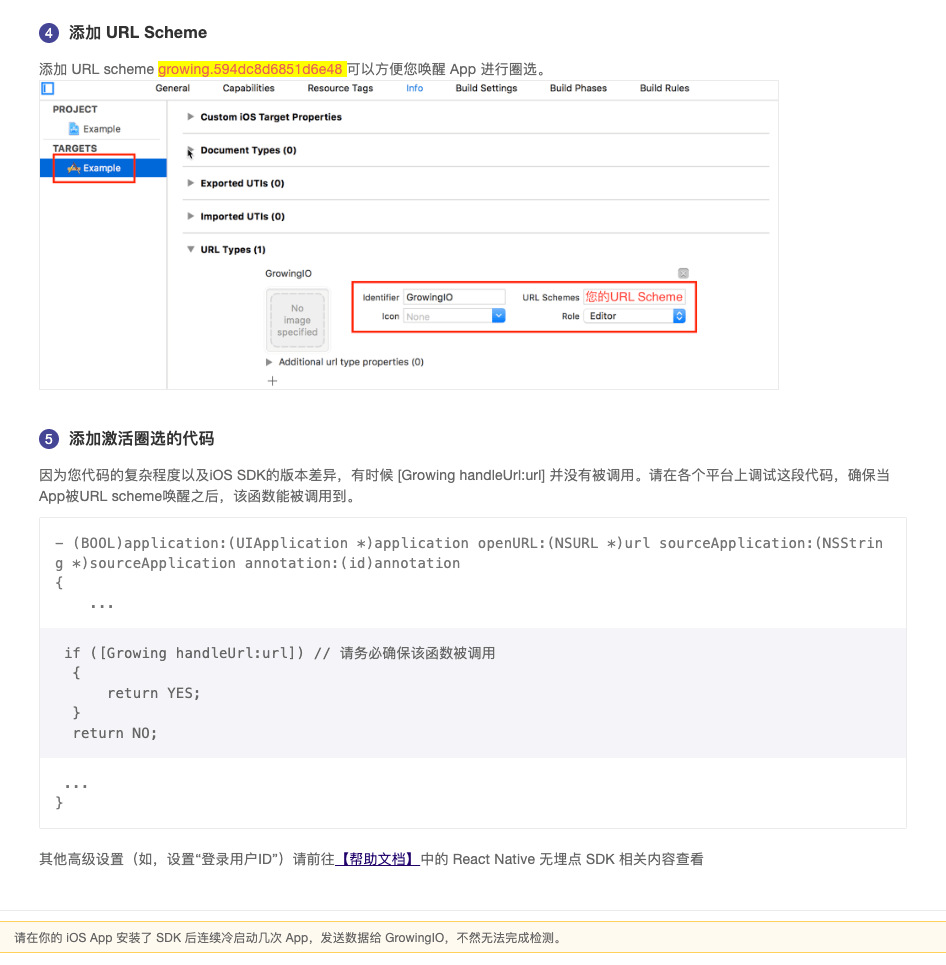 4 添加 URL Scheme
添加 URL scheme growing.594dc8d6851d6e48 可以方便您唤醒 App 进行圈选。
General Capabilities Resource Tags Info Build Settings Build Phases Build Rules
PROJECT
Example
TARGETS
Example
Custom iOS Target Properties
Document Types (0)
Exported UTIs (0)
Imported UTIs (0)
URL Types (1)
GrowingIO
No
image
specified
Identifier GrowingIO URL Schemes 您的URL Scheme
Icon None Role Editor
Additional url type properties (0)
5 添加激活圈选的代码
因为您代码的复杂程度以及iOS SDK的版本差异，有时候 [Growing handleUrl:url] 并没有被调用。请在各个平台上调试这段代码，确保当
App被URL scheme唤醒之后，该函数能被调用到。
- (BOOL)application:(UIApplication *)application openURL:(NSURL *)url sourceApplication:(NSStrin
g *)sourceApplication annotation:(id)annotation
{
...
if ([Growing handleUrl:url]) // 请务必确保该函数被调用
{
return YES;
}
return NO;
...
}
其他高级设置（如，设置“登录用户ID”）请前往【帮助文档】中的 React Native 无埋点 SDK 相关内容查看
请在你的 iOS App 安装了 SDK 后连续冷启动几次 App，发送数据给 GrowingIO，不然无法完成检测。